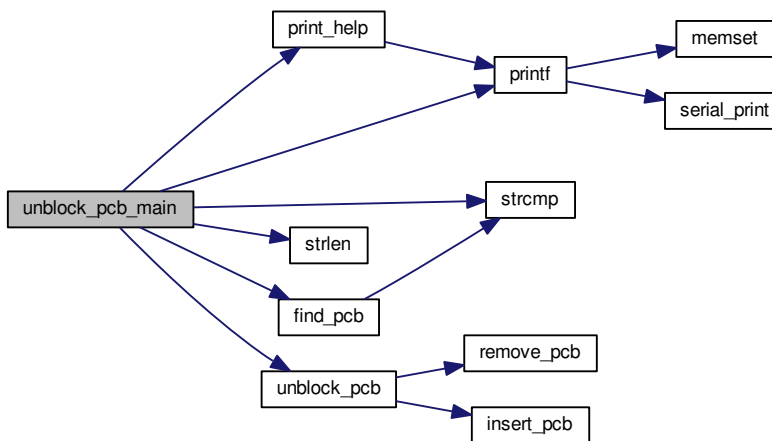 print_help
memset
printf
serial_print
unblock_pcb_main
strcmp
strlen
find_pcb
remove_pcb
unblock_pcb
insert_pcb